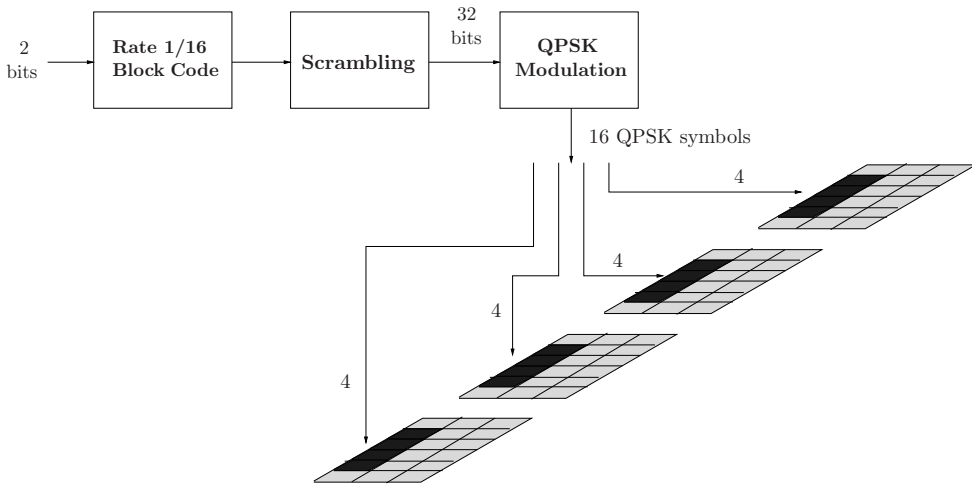 2
bits
Rate 1/16
Block Code
Scrambling
32
bits
QPSK
Modulation
16 QPSK symbols
4
4
4
4